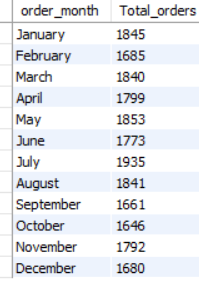 order_month Total_orders
January 1845
February 1685
March 1840
April 1799
May 1853
June 1773
July 1935
August 1841
September 1661
October 1646
November 1792
December 1680